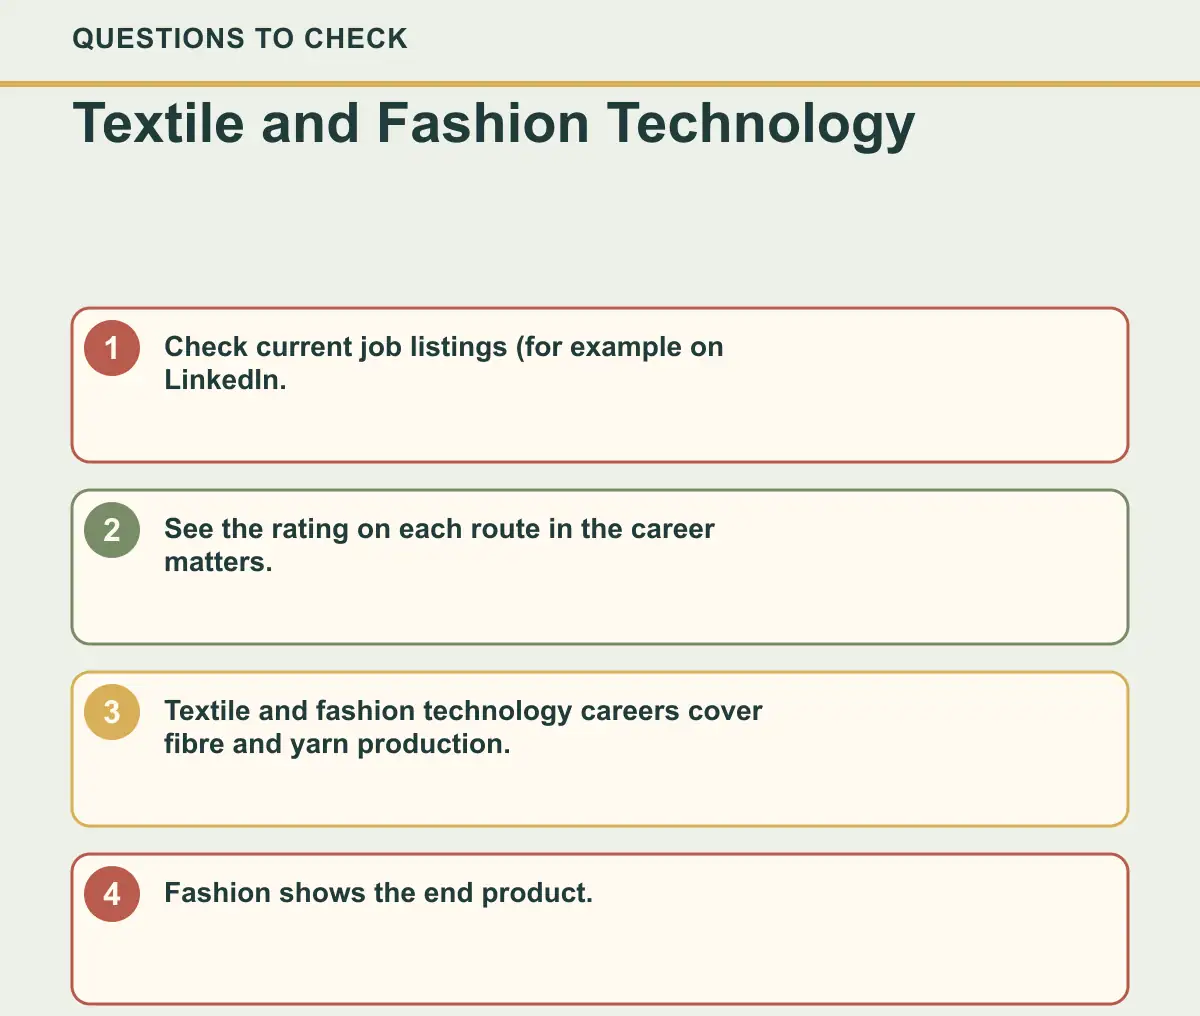 QUESTIONS TO CHECK
Textile and Fashion Technology
1
Check current job listings (for example on
LinkedIn.
2
See the rating on each route in the career
matters.
3
Textile and fashion technology careers cover
fibre and yarn production.
4
Fashion shows the end product.